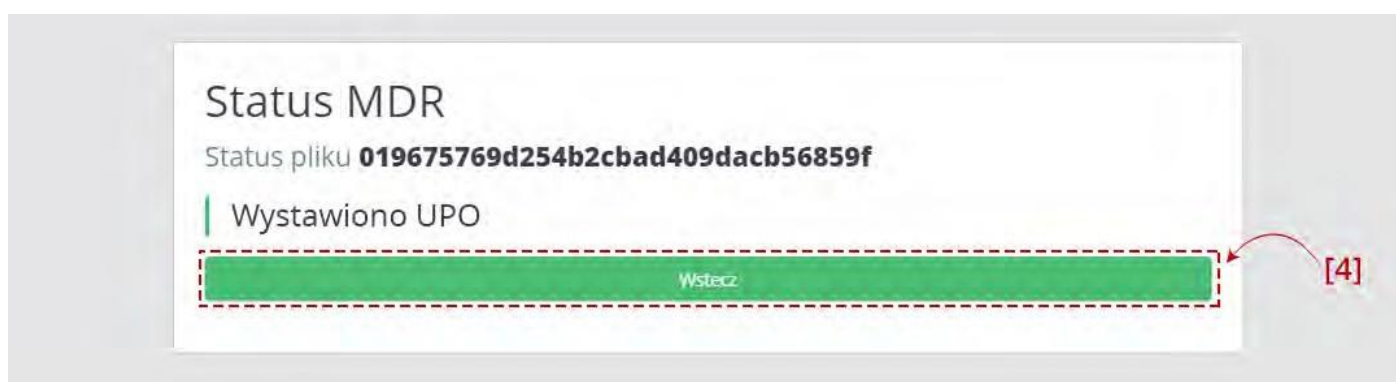 Status MDR
Status pliku 019675769d254b2cbad409dacb56859f
Wystawiono UPO
Wstecz
[4]